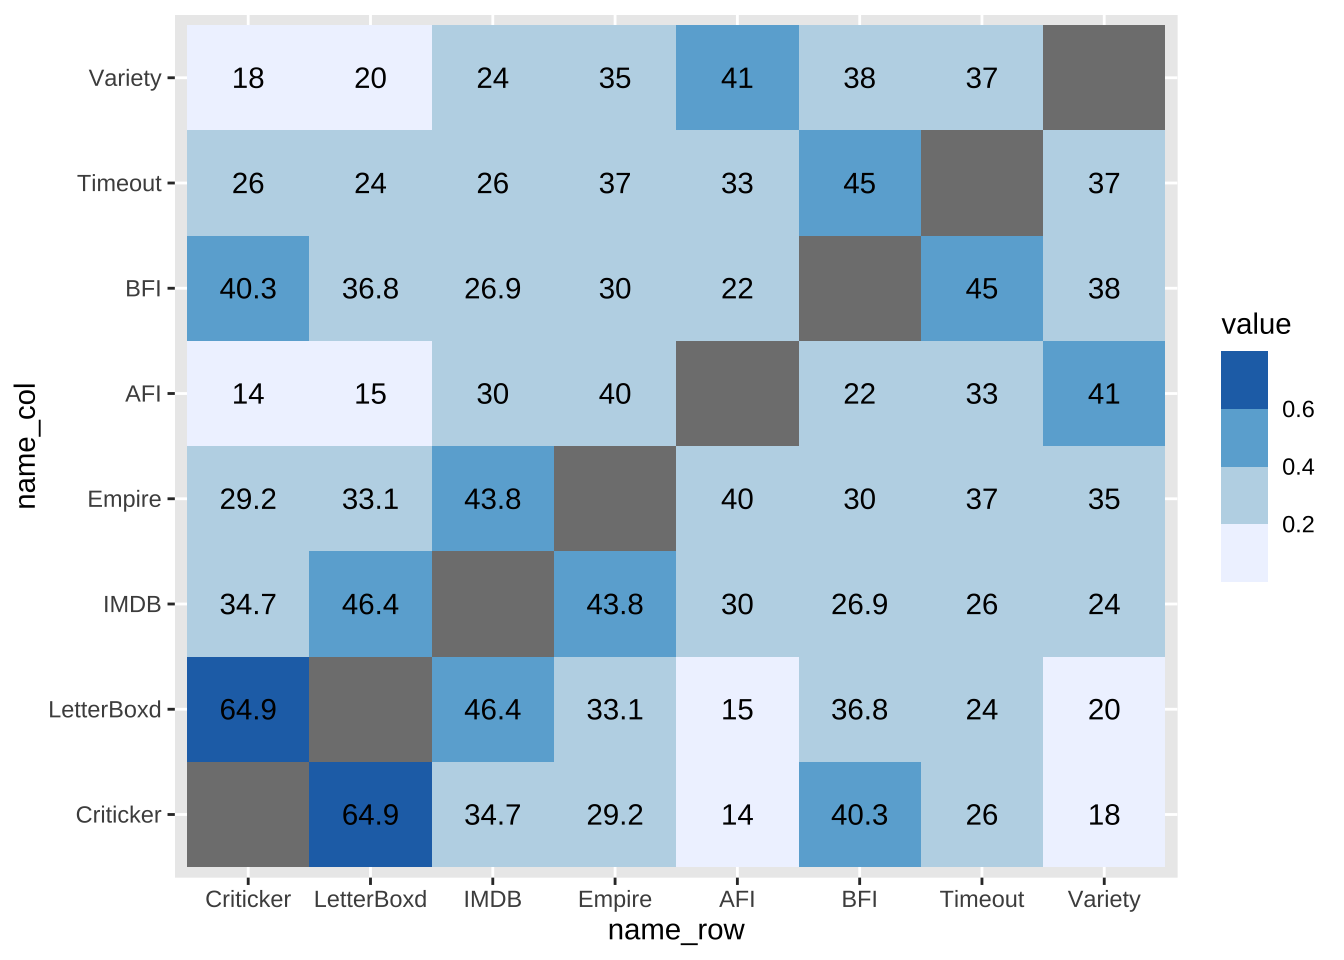 Variety 18 20 24 35 41 38 37
Timeout 26 24 26 37 33 45 37
BFI 40.3 36.8 26.9 30 22 45 38
AFI 14 15 30 40 22 33 41
Empire 29.2 33.1 43.8 40 30 37 35
IMDB 34.7 46.4 43.8 30 26.9 26 24
LetterBoxd 64.9 46.4 33.1 15 36.8 24 20
Criticker 64.9 34.7 29.2 14 40.3 26 18
Criticker LetterBoxd IMDB Empire AFI BFI Timeout Variety
name_row
name_col
value
0.6
0.4
0.2